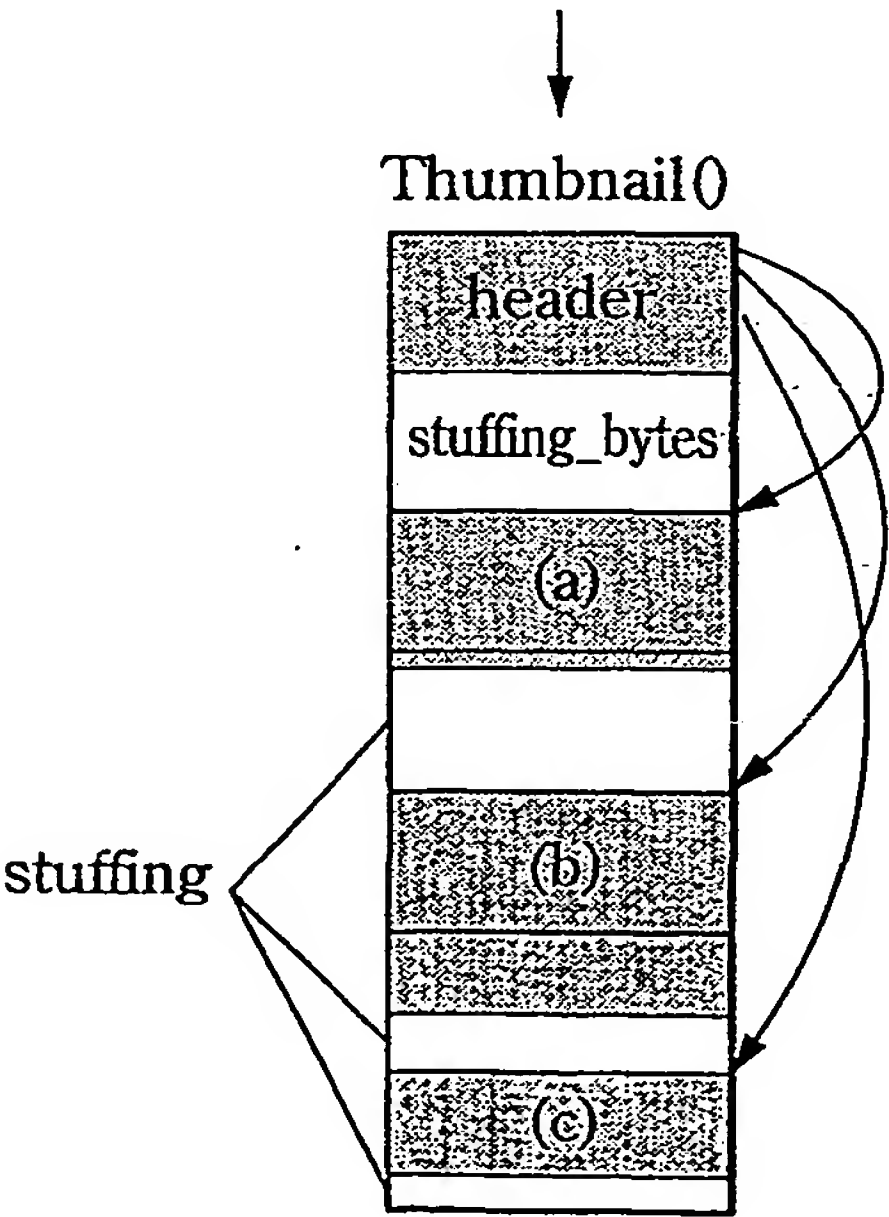 Thumbnail()
header
stuffing_bytes
(a)
(b)
stuffing
(c)